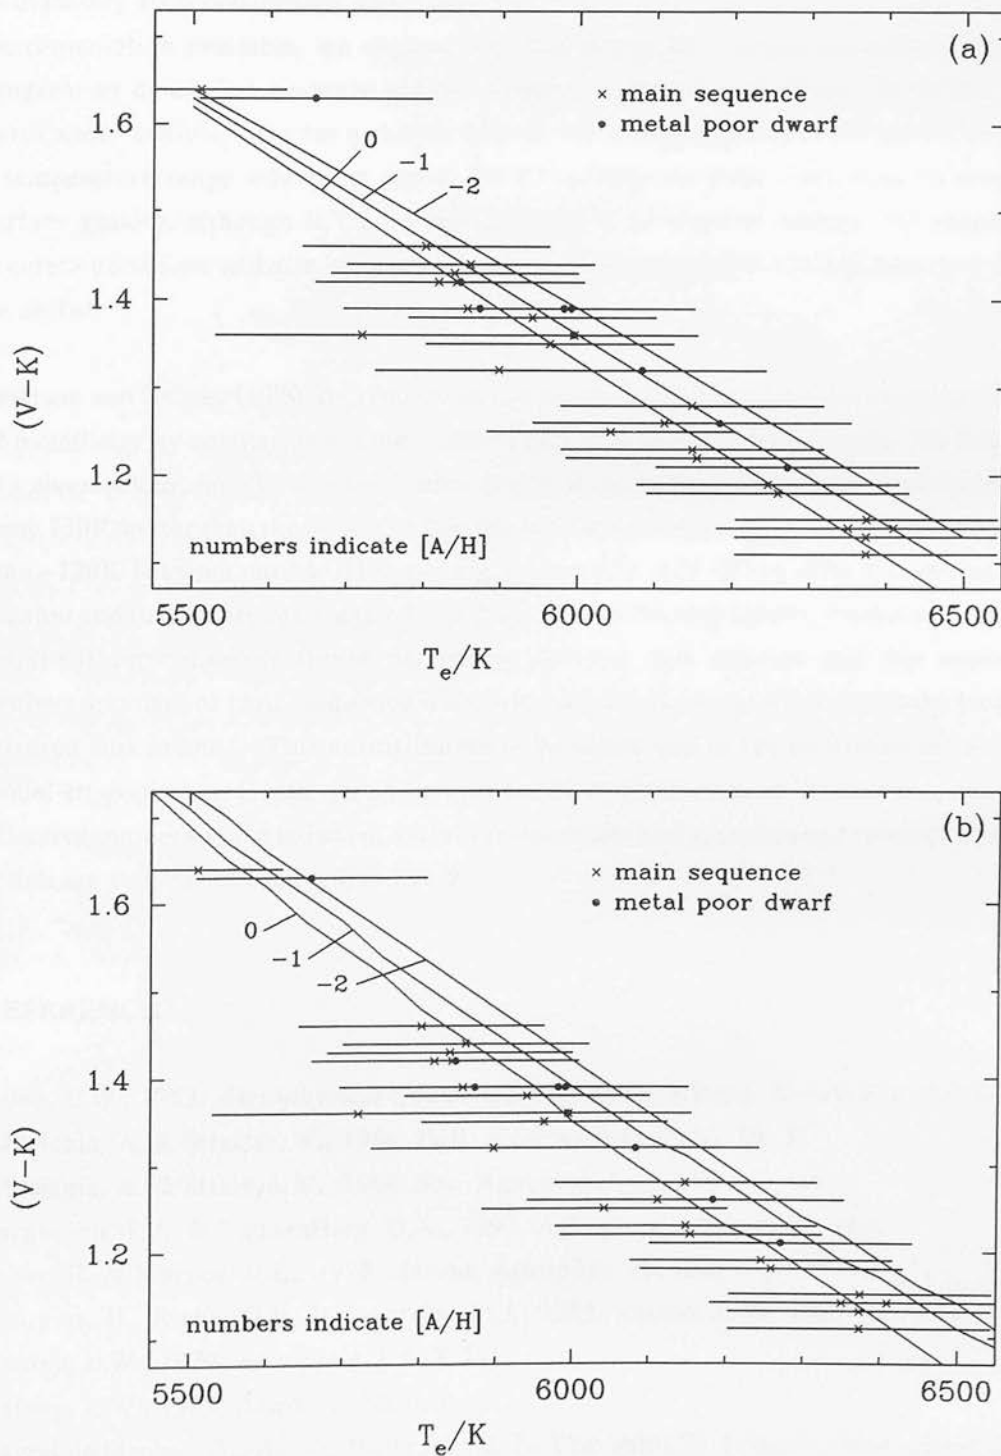 (a)
× main sequence
• metal poor dwarf
1.6
0
-1
-2
1.4
(V-K)
1.2
numbers indicate [A/H]
5500
6000
6500
T_e/K
(b)
× main sequence
• metal poor dwarf
1.6
0
-1
-2
1.4
(V-K)
1.2
numbers indicate [A/H]
5500
6000
6500
T_e/K